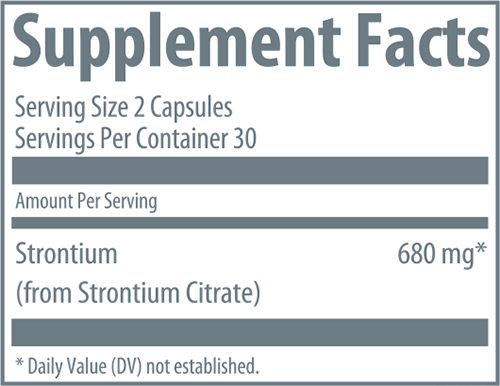 Supplement Facts
Serving Size 2 Capsules
Servings Per Container 30
Amount Per Serving
Strontium 680 mg*
(from Strontium Citrate)
* Daily Value (DV) not established.